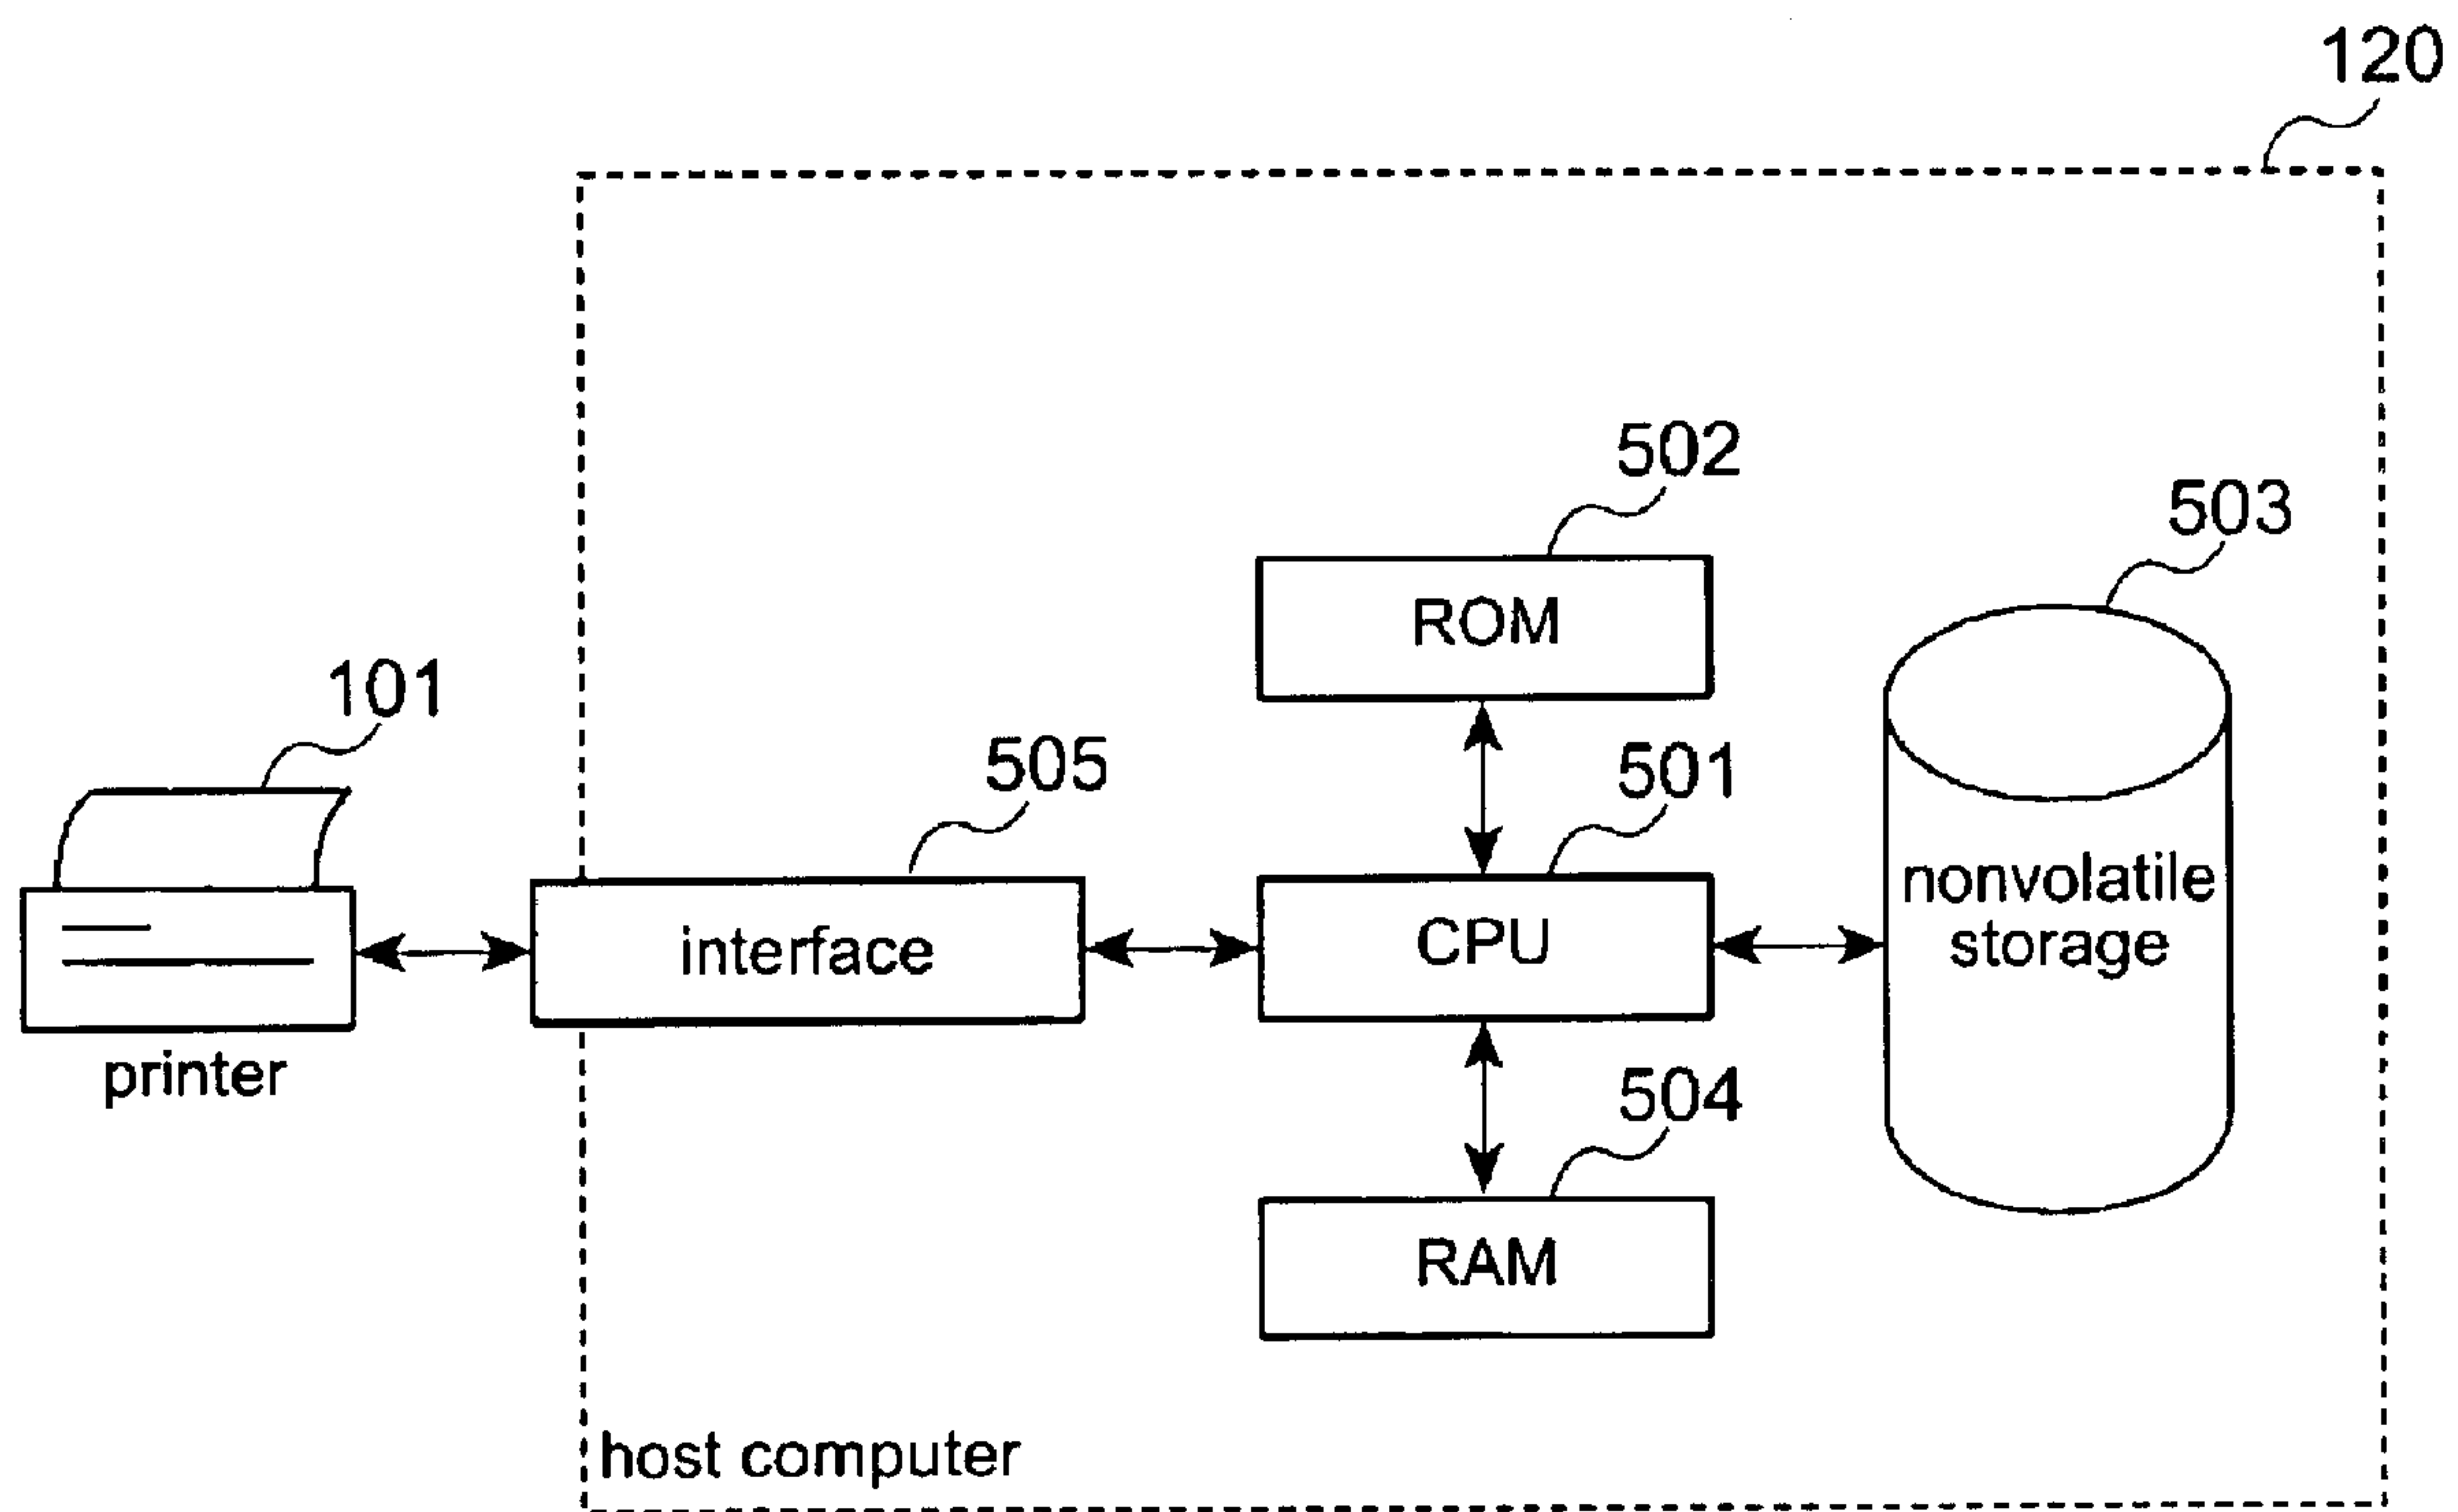 120
502
ROM
503
101
printer
505
interface
501
CPU
nonvolatile
storage
504
RAM
host computer